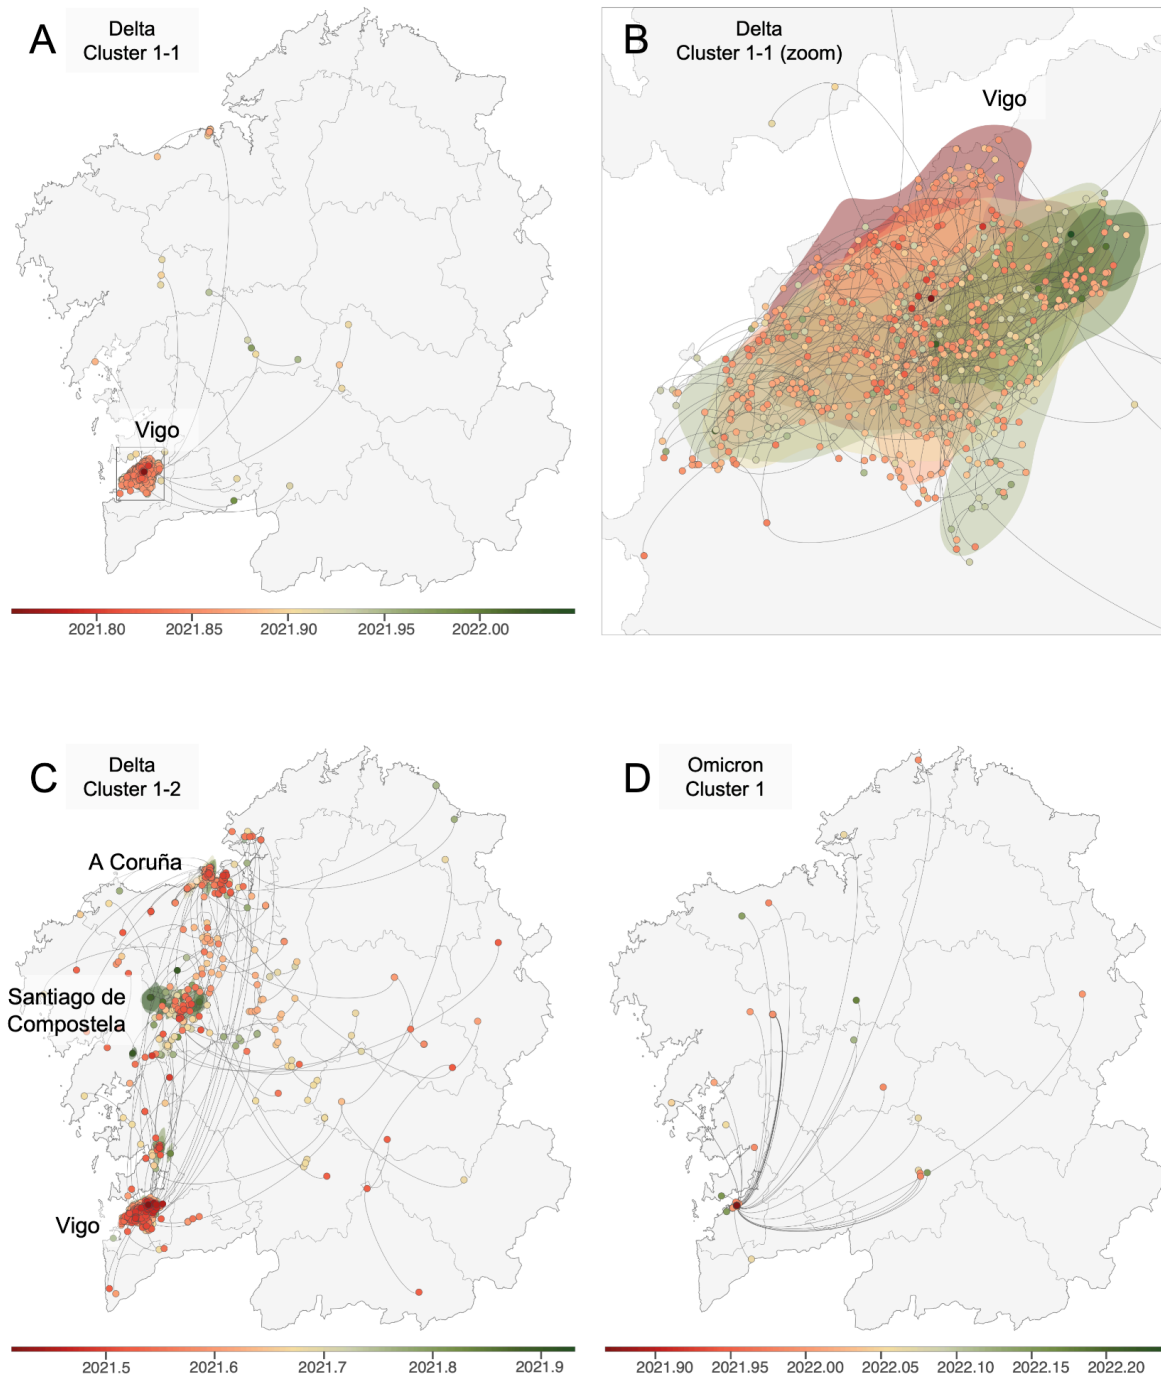 A
Delta
Cluster 1-1
Vigo
2021.80 2021.85 2021.90 2021.95 2022.00
B
Delta
Cluster 1-1 (zoom)
Vigo
C
Delta
Cluster 1-2
A Coruña
Santiago de
Compostela
Vigo
2021.5 2021.6 2021.7 2021.8 2021.9
D
Omicron
Cluster 1
2021.90 2021.95 2022.00 2022.05 2022.10 2022.15 2022.20